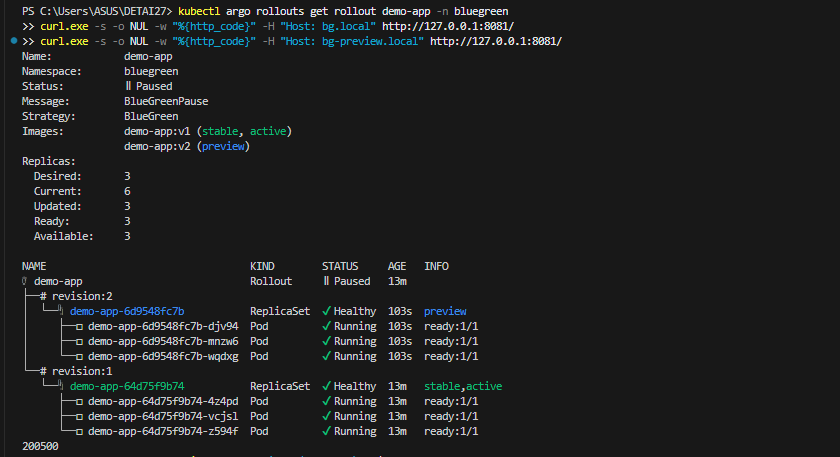 PS C:\Users\ASUS\DETAI27> kubectl argo rollouts get rollout demo-app -n bluegreen
>> curl.exe -s -o NUL -w "%{http_code}" -H "Host: bg.local" http://127.0.0.1:8081/
>> curl.exe -s -o NUL -w "%{http_code}" -H "Host: bg-preview.local" http://127.0.0.1:8081/
Name: demo-app
Namespace: bluegreen
Status: ॥ Paused
Message: BlueGreenPause
Strategy: BlueGreen
Images: demo-app:v1 (stable, active)
demo-app:v2 (preview)
Replicas:
Desired: 3
Current: 6
Updated: 3
Ready: 3
Available: 3
NAME KIND STATUS AGE INFO
demo-app Rollout ॥ Paused 13m
├──# revision:2
│ └── demo-app-6d9548fc7b ReplicaSet ✔ Healthy 103s preview
│ ├──□ demo-app-6d9548fc7b-djv94 Pod ✔ Running 103s ready:1/1
│ ├──□ demo-app-6d9548fc7b-mnzw6 Pod ✔ Running 103s ready:1/1
│ └──□ demo-app-6d9548fc7b-wqdxg Pod ✔ Running 103s ready:1/1
└──# revision:1
└── demo-app-64d75f9b74 ReplicaSet ✔ Healthy 13m stable,active
├──□ demo-app-64d75f9b74-4z4pd Pod ✔ Running 13m ready:1/1
├──□ demo-app-64d75f9b74-vcjsl Pod ✔ Running 13m ready:1/1
└──□ demo-app-64d75f9b74-z594f Pod ✔ Running 13m ready:1/1
200500